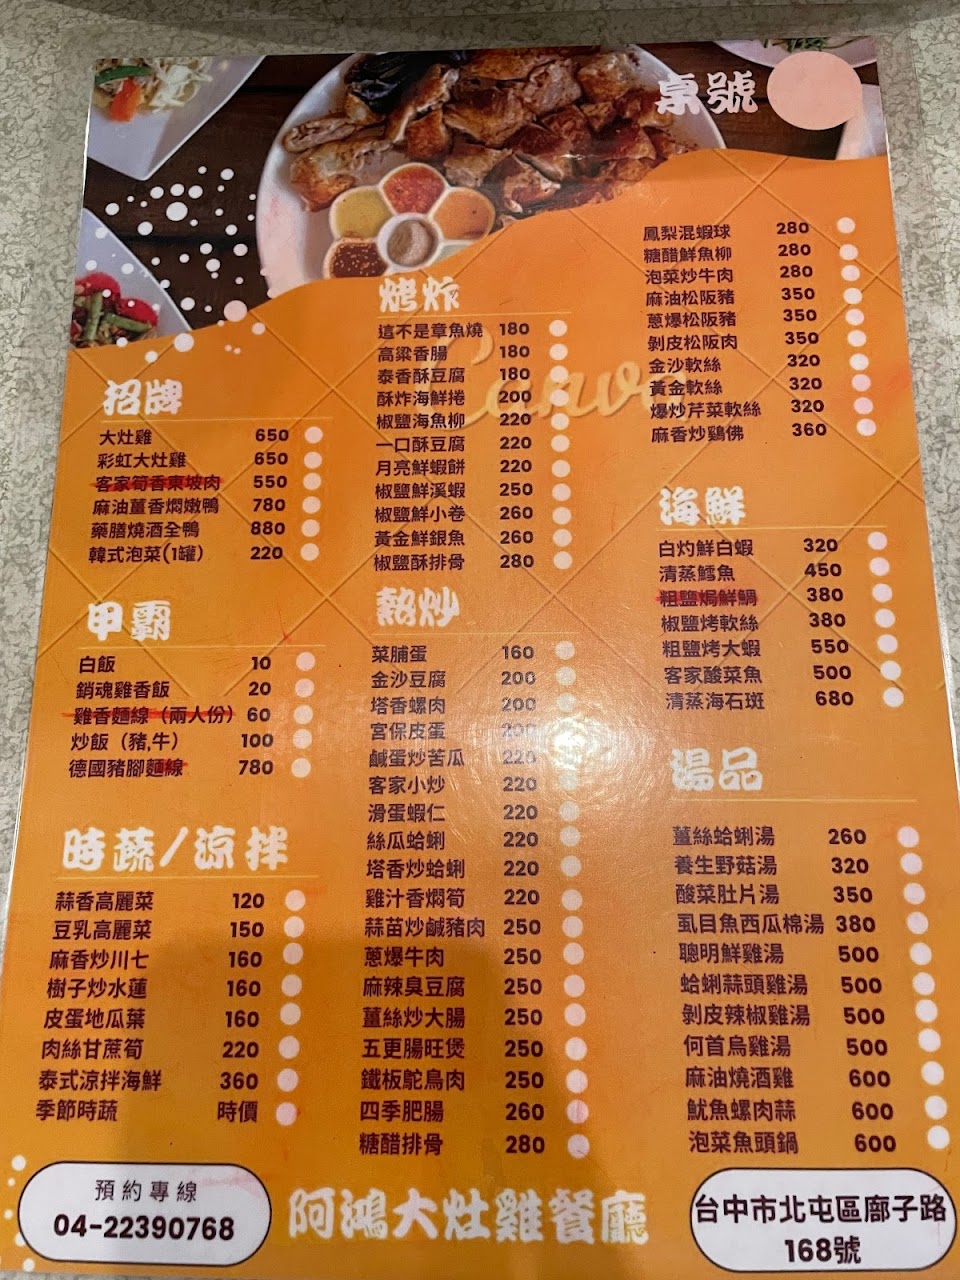 桌號
招牌
大灶雞 650
彩虹大灶雞 650
客家筍香東坡肉 550
麻油薑香燜嫩鴨 780
藥膳燒酒全鴨 880
韓式泡菜(1罐) 220
甲霸
白飯 10
銷魂雞香飯 20
雞香麵線（兩人份） 60
炒飯（豬,牛） 100
德國豬腳麵線 780
時蔬/涼拌
蒜香高麗菜 120
豆乳高麗菜 150
麻香炒川七 160
樹子炒水蓮 160
皮蛋地瓜葉 160
肉絲甘蔗筍 220
泰式涼拌海鮮 360
季節時蔬 時價
烤炸
這不是章魚燒 180
高粱香腸 180
泰香酥豆腐 180
酥炸海鮮捲 200
椒鹽海魚柳 220
一口酥豆腐 220
月亮鮮蝦餅 220
椒鹽鮮溪蝦 250
椒鹽鮮小卷 260
黃金鮮銀魚 260
椒鹽酥排骨 280
熱炒
菜脯蛋 160
金沙豆腐 200
塔香螺肉 200
宮保皮蛋 220
鹹蛋炒苦瓜 220
客家小炒 220
滑蛋蝦仁 220
絲瓜蛤蜊 220
塔香炒蛤蜊 220
雞汁香燜筍 220
蒜苗炒鹹豬肉 250
蔥爆牛肉 250
麻辣臭豆腐 250
薑絲炒大腸 250
五更腸旺煲 250
鐵板鴕鳥肉 250
四季肥腸 260
糖醋排骨 280
鳳梨混蝦球 280
糖醋鮮魚柳 280
泡菜炒牛肉 280
麻油松阪豬 350
蔥爆松阪豬 350
剝皮松阪肉 350
金沙軟絲 320
黃金軟絲 320
爆炒芹菜軟絲 320
麻香炒鷄佛 360
海鮮
白灼鮮白蝦 320
清蒸鱈魚 450
粗鹽焗鮮鯛 380
椒鹽烤軟絲 380
粗鹽烤大蝦 550
客家酸菜魚 500
清蒸海石斑 680
湯品
薑絲蛤蜊湯 260
養生野菇湯 320
酸菜肚片湯 350
虱目魚西瓜棉湯 380
聰明鮮雞湯 500
蛤蜊蒜頭雞湯 500
剝皮辣椒雞湯 500
何首烏雞湯 500
麻油燒酒雞 600
魷魚螺肉蒜 600
泡菜魚頭鍋 600
Canva
預約專線
04-22390768
阿鴻大灶雞餐廳
台中市北屯區廍子路
168號